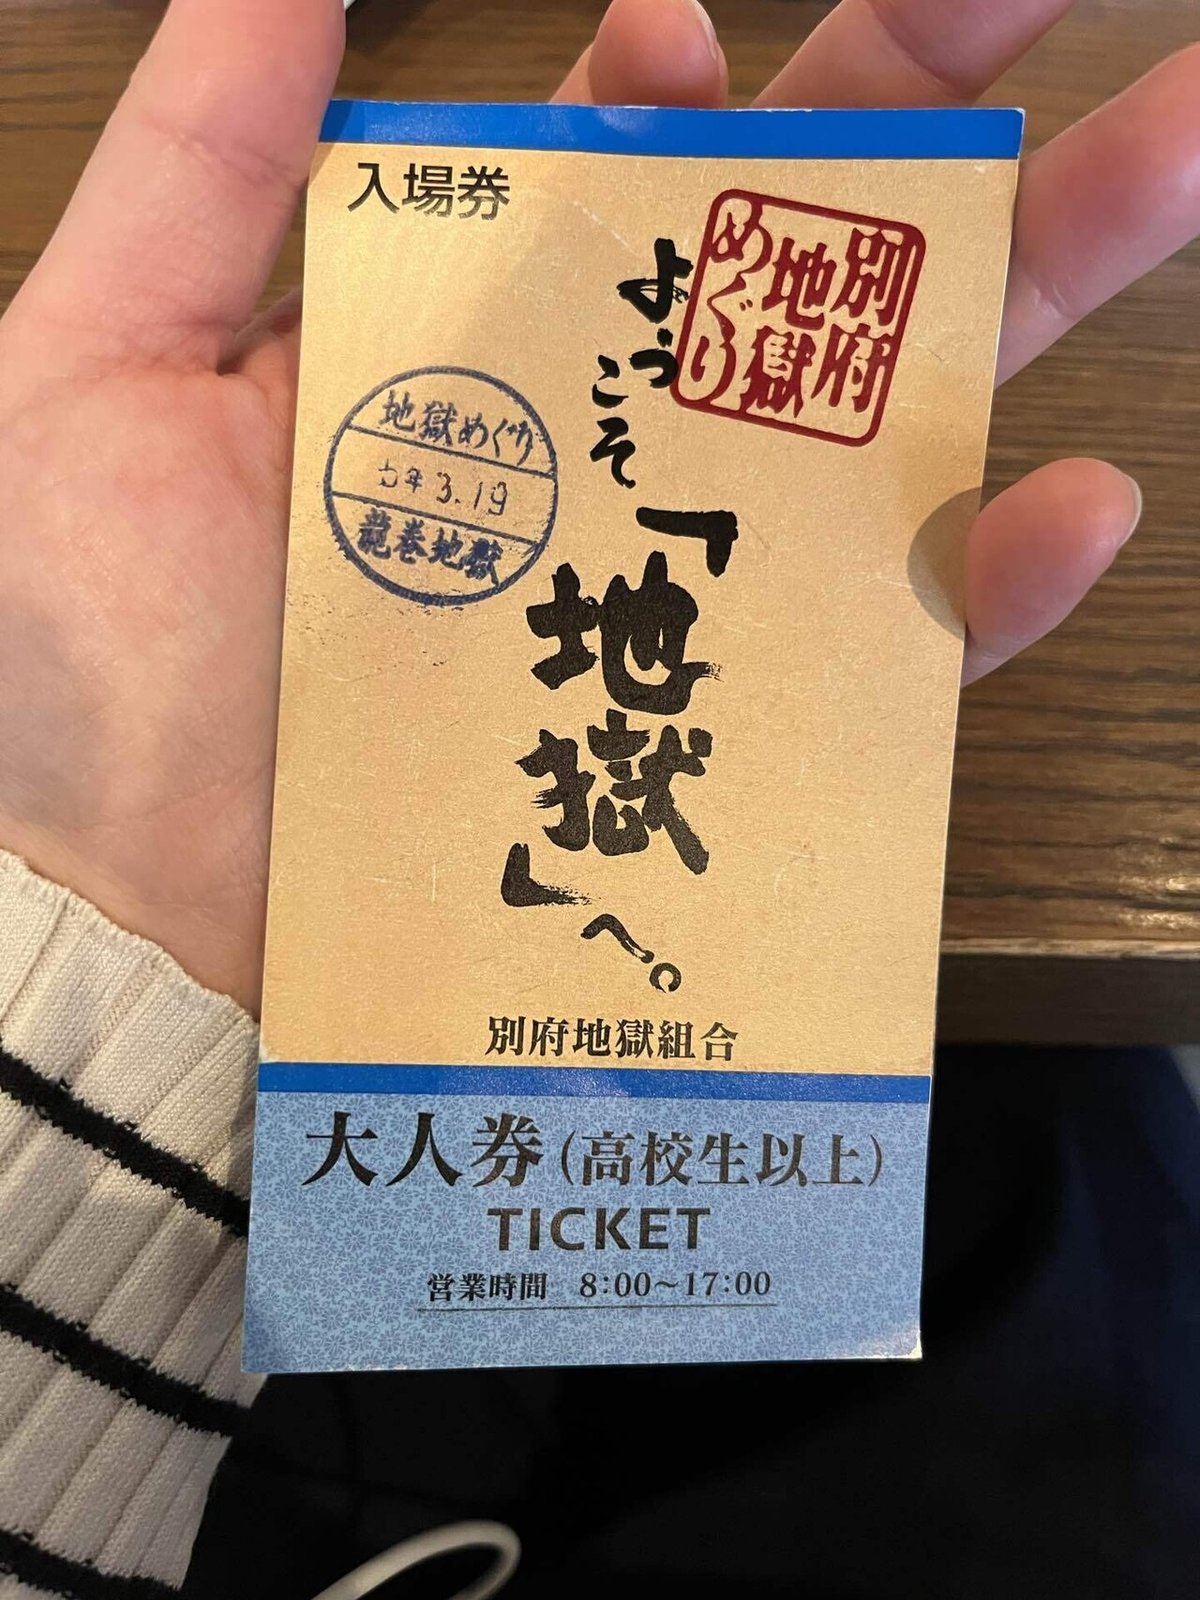 入場券
別府
地獄
めぐり
ようこそ
「地獄」へ。
地獄めぐり
5年3.19
龍巻地獄
別府地獄組合
大人券(高校生以上)
TICKET
営業時間 8:00~17:00